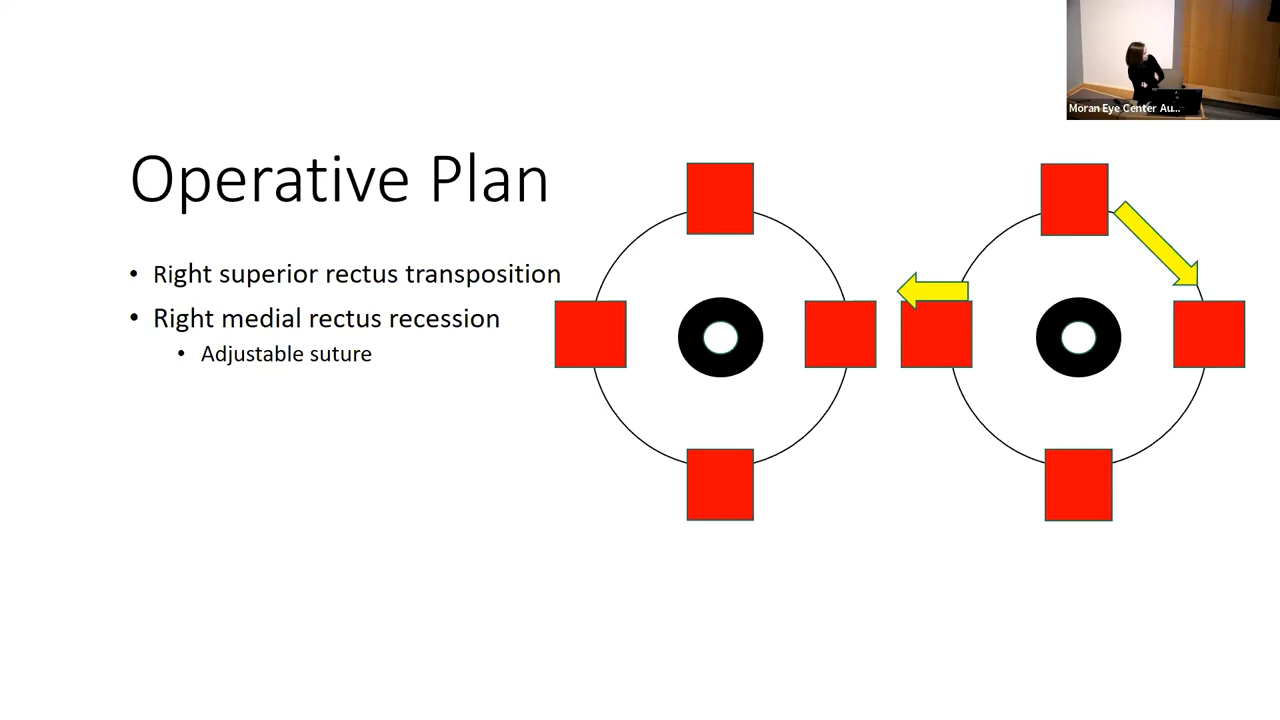 Moran Eye Center Au...
Operative Plan
• Right superior rectus transposition
• Right medial rectus recession
• Adjustable suture